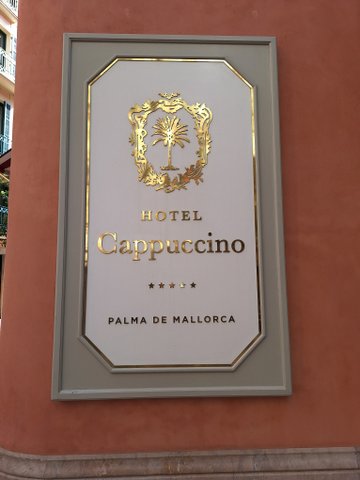 HOTEL
Cappuccino
★★★★★
PALMA DE MALLORCA